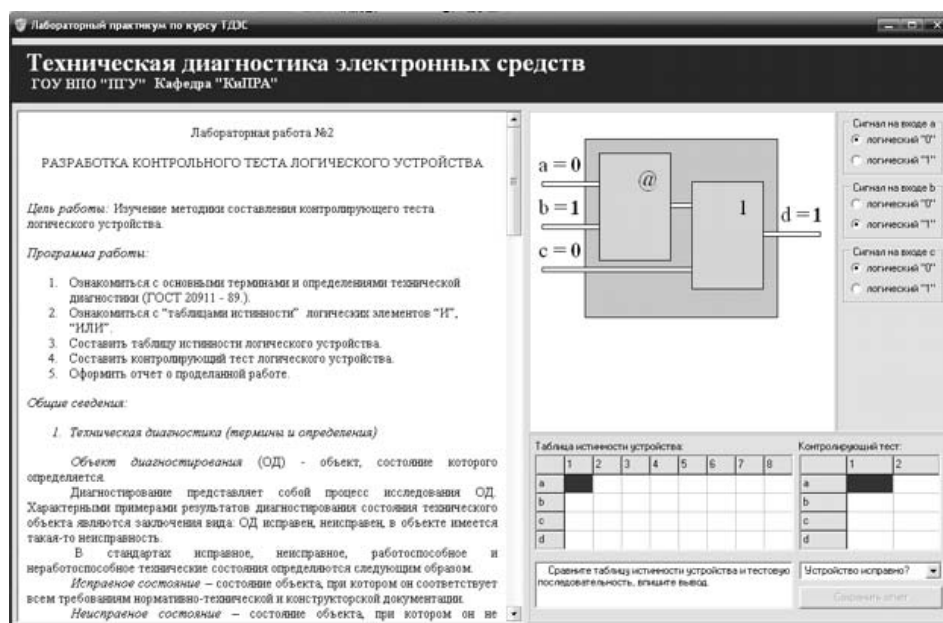 Лабораторный практикум по курсу ТДЭС
Техническая диагностика электронных средств
ГОУ ВПО "ПГУ" Кафедра "КиПРА"
Лабораторная работа №2
РАЗРАБОТКА КОНТРОЛЬНОГО ТЕСТА ЛОГИЧЕСКОГО УСТРОЙСТВА
Цель работы: Изучение методики составления контролирующего теста
логического устройства.
Программа работы:
1. Ознакомиться с основными терминами и определениями технической
диагностики (ГОСТ 20911 - 89.).
2. Ознакомиться с "таблицами истинности" логических элементов "И",
"ИЛИ".
3. Составить таблицу истинности логического устройства.
4. Составить контролирующий тест логического устройства.
5. Оформить отчет о проделанной работе.
Общие сведения:
1. Техническая диагностика (термины и определения)
Объект диагностирования (ОД) - объект, состояние которого
определяется.
Диагностирование представляет собой процесс исследования ОД.
Характерными примерами результатов диагностирования состояния технического
объекта являются заключения вида: ОД исправен, неисправен, в объекте имеется
такая-то неисправность.
В стандартах исправное, неисправное, работоспособное и
неработоспособное технические состояния определяются следующим образом.
Исправное состояние – состояние объекта, при котором он соответствует
всем требованиям нормативно-технической и конструкторской документации.
Неисправное состояние – состояние объекта, при котором он не
a = 0
b = 1
c = 0
@
1
d = 1
Сигнал на входе a
логический "0"
логический "1"
Сигнал на входе b
логический "0"
логический "1"
Сигнал на входе c
логический "0"
логический "1"
Таблица истинности устройства:
1 2 3 4 5 6 7 8
a
b
c
d
Контролирующий тест:
1 2
a
b
c
d
Сравните таблицу истинности устройства и тестовую
последовательность, впишите вывод.
Устройство исправно?
Сохранить отчет